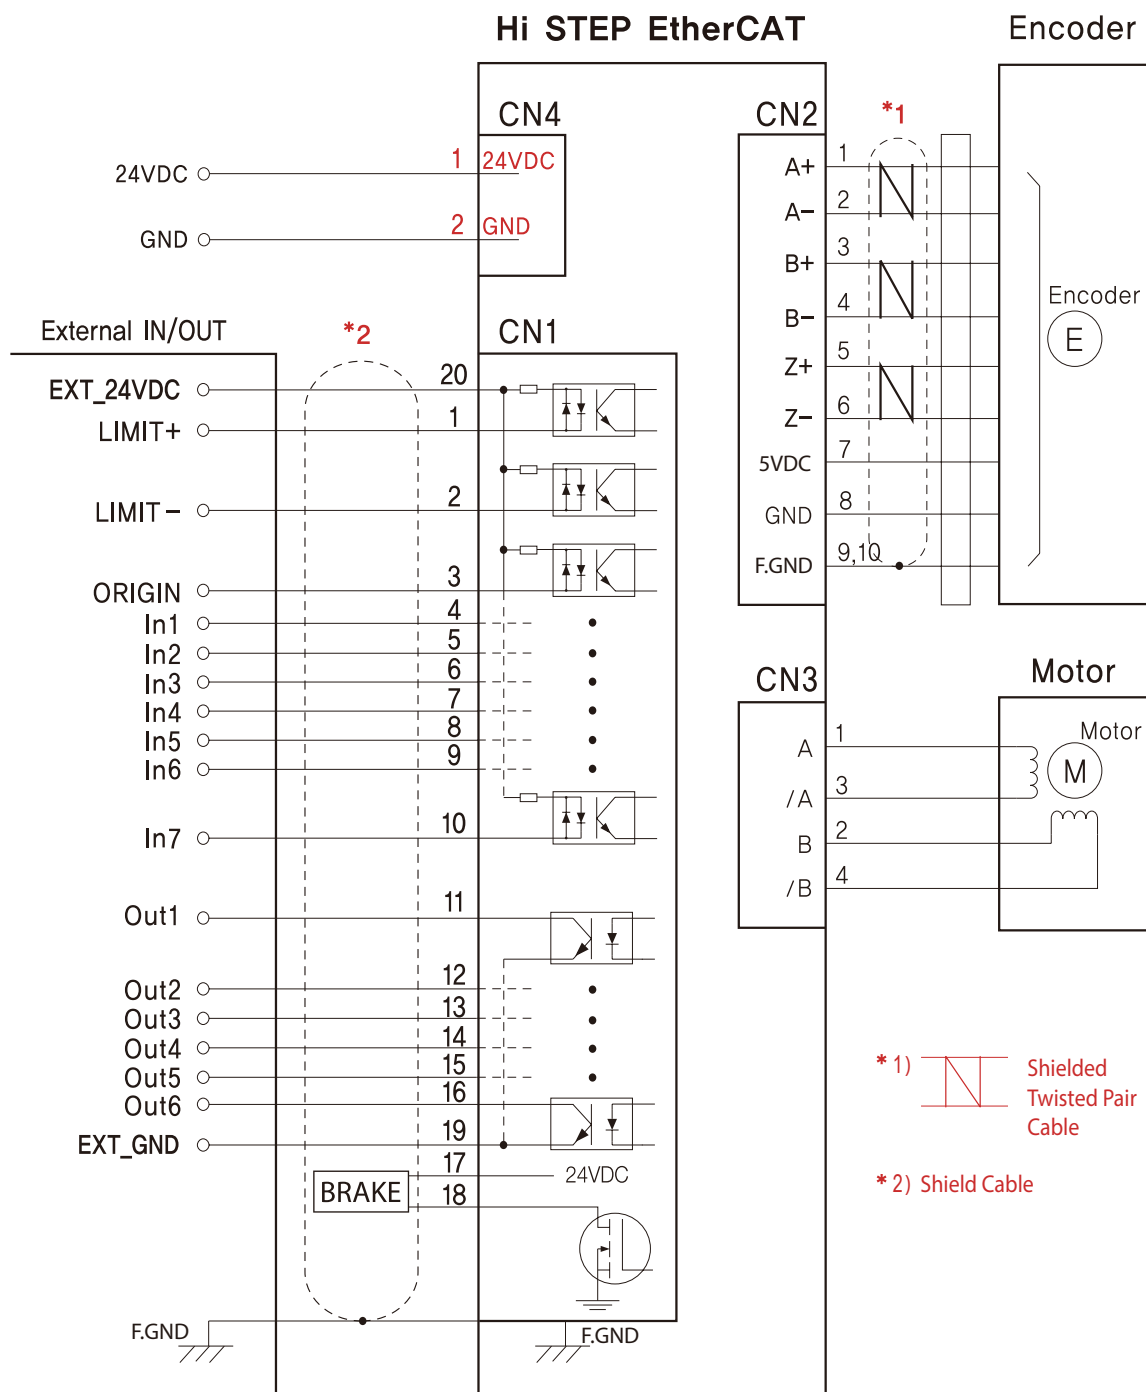 Hi STEP EtherCAT
Encoder
CN4
1 24VDC
24VDC
2 GND
GND
External IN/OUT
*2
CN1
EXT_24VDC 20
LIMIT+ 1
LIMIT- 2
ORIGIN 3
In1 4
In2 5
In3 6
In4 7
In5 8
In6 9
In7 10
Out1 11
Out2 12
Out3 13
Out4 14
Out5 15
Out6 16
EXT_GND 19
17 24VDC
BRAKE 18
F.GND
F.GND
CN2
*1
A+ 1
A- 2
B+ 3
B- 4
Z+ 5
Z- 6
5VDC 7
GND 8
F.GND 9,10
Encoder
E
CN3
Motor
A 1
/A 3
B 2
/B 4
Motor
M
*1) Shielded
Twisted Pair
Cable
*2) Shield Cable